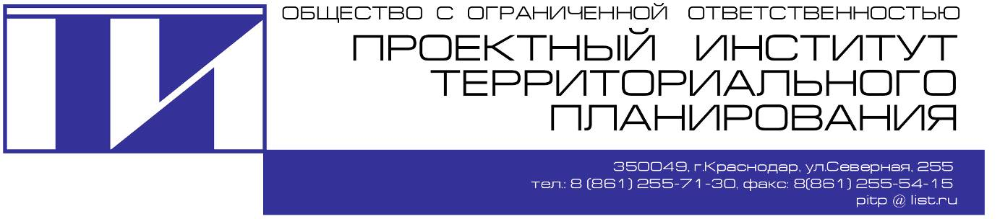 ОБЩЕСТВО С ОГРАНИЧЕННОЙ ОТВЕТСТВЕННОСТЬЮ
ПРОЕКТНЫЙ ИНСТИТУТ
ТЕРРИТОРИАЛЬНОГО
ПЛАНИРОВАНИЯ
350049, г.Краснодар, ул.Северная, 255
тел.: 8 (861) 255-71-30, факс: 8(861) 255-54-15
pitp @ list.ru